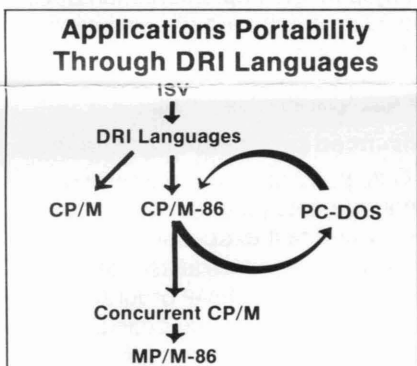 Applications Portability
Through DRI Languages
ISV
DRI Languages
CP/M CP/M-86 PC-DOS
Concurrent CP/M
MP/M-86